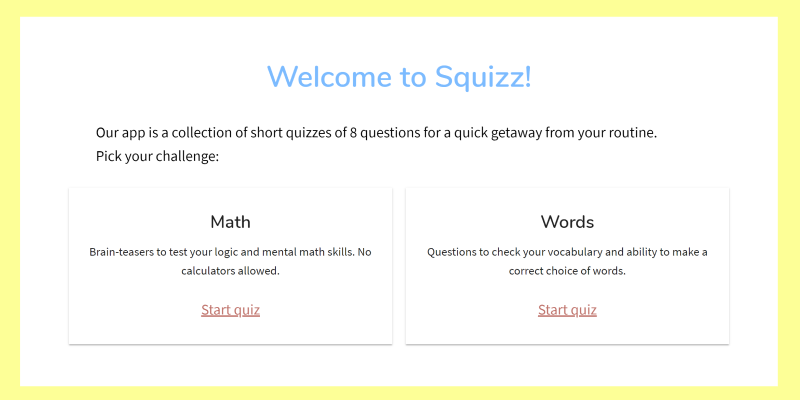 Welcome to Squizz!
Our app is a collection of short quizzes of 8 questions for a quick getaway from your routine.
Pick your challenge:
Math
Brain-teasers to test your logic and mental math skills. No
calculators allowed.
Start quiz
Words
Questions to check your vocabulary and ability to make a
correct choice of words.
Start quiz